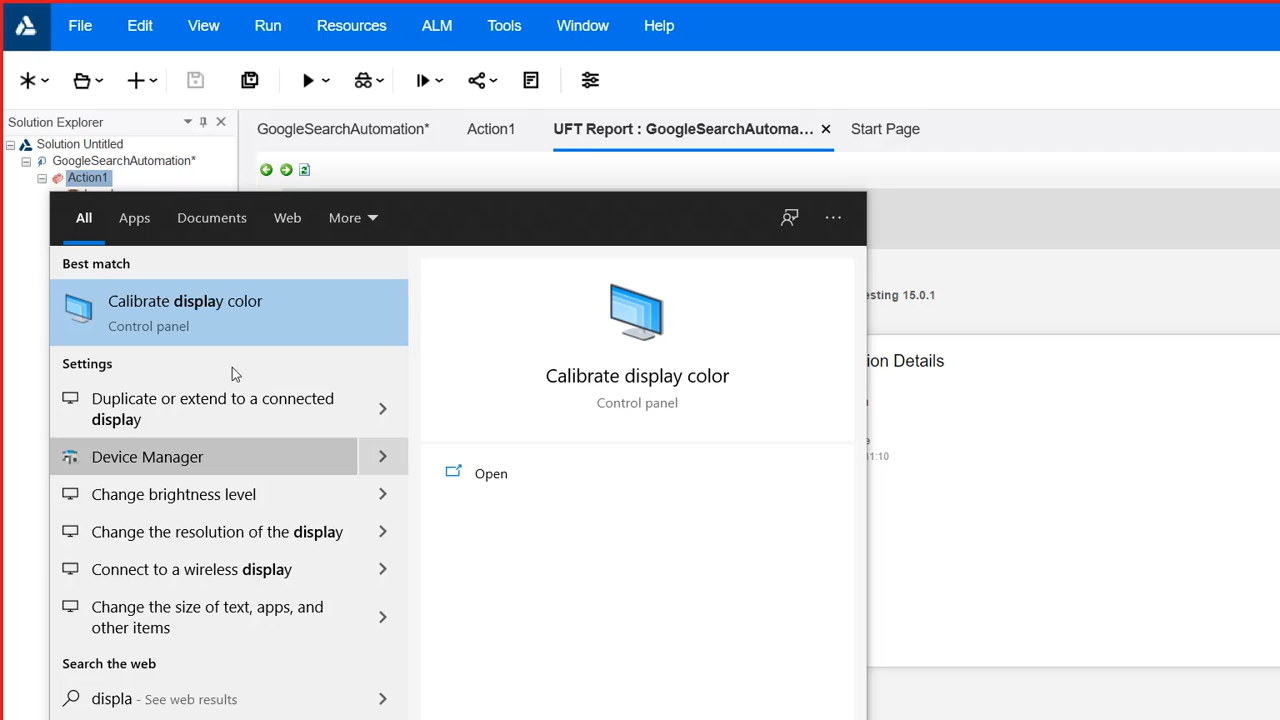 File Edit View Run Resources ALM Tools Window Help
Solution Explorer
GoogleSearchAutomation* Action1 UFT Report : GoogleSearchAutoma... Start Page
Solution Untitled
GoogleSearchAutomation*
Action1
All Apps Documents Web More
Best match
Calibrate display color
Control panel
Settings
Duplicate or extend to a connected
display
Device Manager
Change brightness level
Change the resolution of the display
Connect to a wireless display
Change the size of text, apps, and
other items
Search the web
displa - See web results
Calibrate display color
Control panel
Open
esting 15.0.1
ion Details